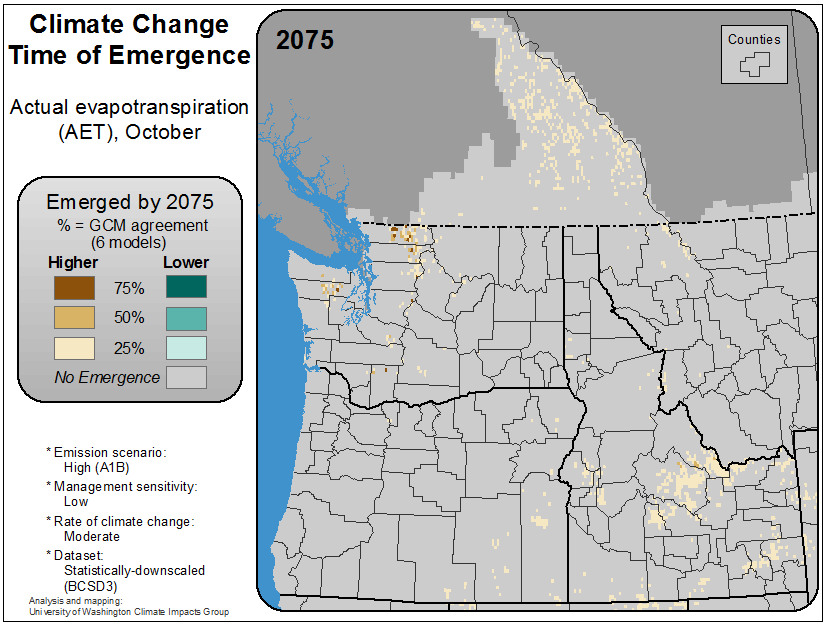 Climate Change
Time of Emergence
Actual evapotranspiration
(AET), October
Emerged by 2075
% = GCM agreement
(6 models)
Higher Lower
75%
50%
25%
No Emergence
* Emission scenario:
High (A1B)
* Management sensitivity:
Low
* Rate of climate change:
Moderate
* Dataset:
Statistically-downscaled
(BCSD3)
Analysis and mapping:
University of Washington Climate Impacts Group
2075
Counties